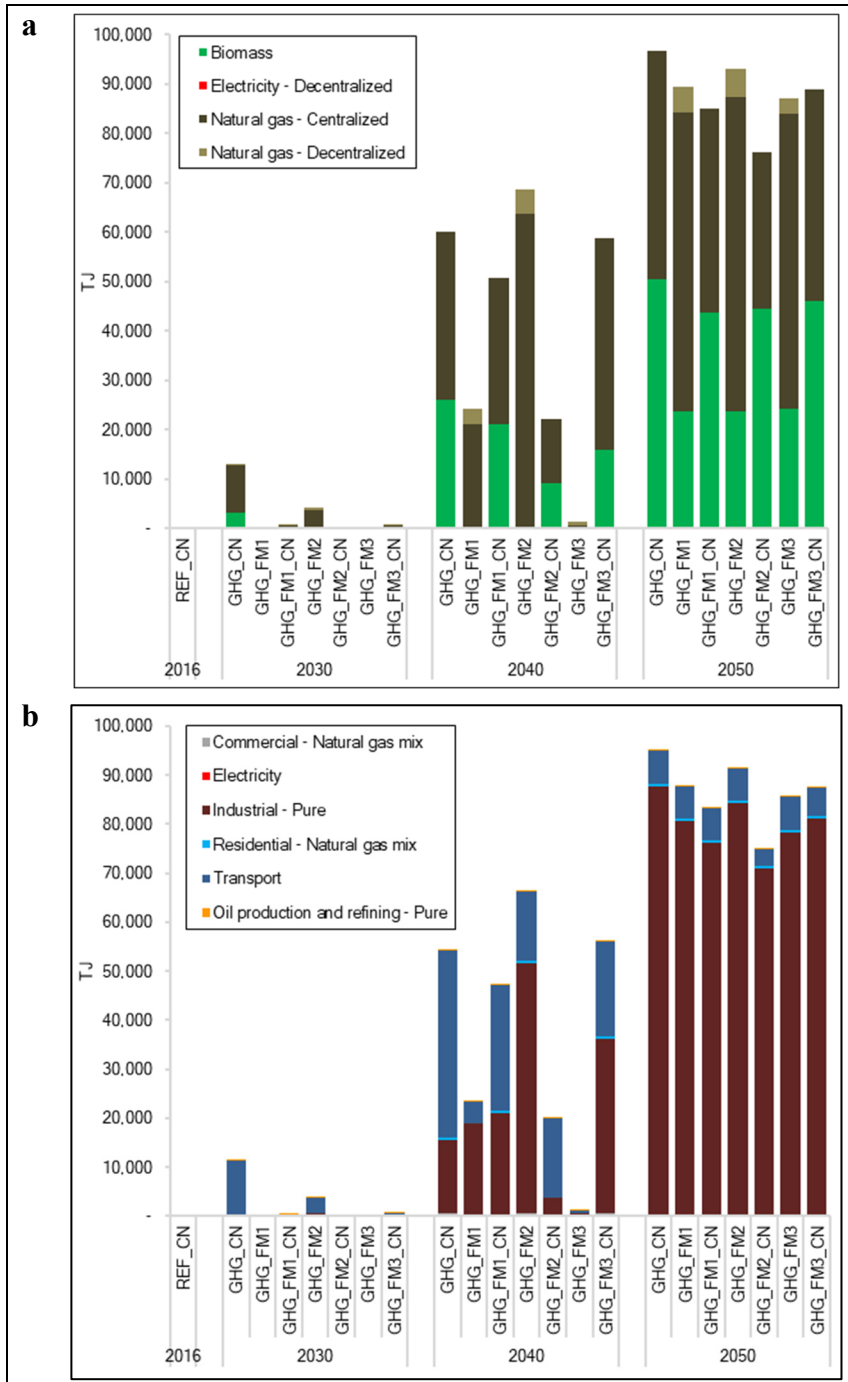 a
100.000
90.000
80.000
70.000
60.000
50.000
40.000
30.000
20.000
10.000
-
TJ
Biomass
Electricity - Decentralized
Natural gas - Centralized
Natural gas - Decentralized
REF_CN
GHG_CN
GHG_FM1
GHG_FM1_CN
GHG_FM2
GHG_FM2_CN
GHG_FM3
GHG_FM3_CN
GHG_CN
GHG_FM1
GHG_FM1_CN
GHG_FM2
GHG_FM2_CN
GHG_FM3
GHG_FM3_CN
GHG_CN
GHG_FM1
GHG_FM1_CN
GHG_FM2
GHG_FM2_CN
GHG_FM3
GHG_FM3_CN
2016 2030 2040 2050
b
100.000
90.000
80.000
70.000
60.000
50.000
40.000
30.000
20.000
10.000
-
TJ
Commercial - Natural gas mix
Electricity
Industrial - Pure
Residential - Natural gas mix
Transport
Oil production and refining - Pure
REF_CN
GHG_CN
GHG_FM1
GHG_FM1_CN
GHG_FM2
GHG_FM2_CN
GHG_FM3
GHG_FM3_CN
GHG_CN
GHG_FM1
GHG_FM1_CN
GHG_FM2
GHG_FM2_CN
GHG_FM3
GHG_FM3_CN
GHG_CN
GHG_FM1
GHG_FM1_CN
GHG_FM2
GHG_FM2_CN
GHG_FM3
GHG_FM3_CN
2016 2030 2040 2050